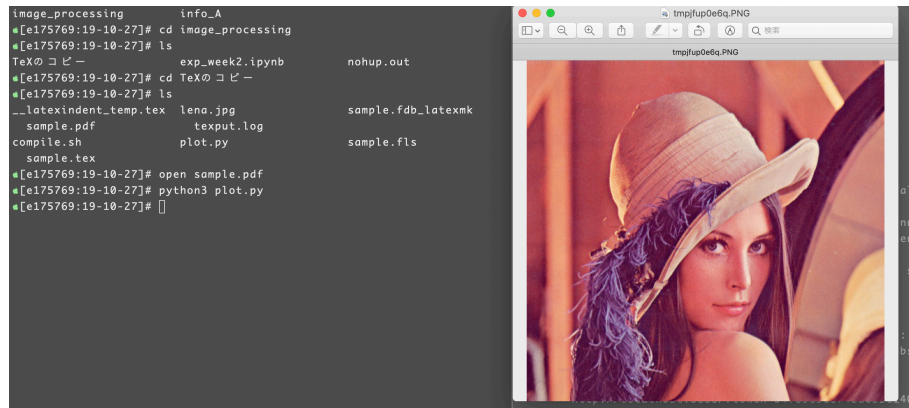 image_processing info_A
[e175769:19-10-27]# cd image_processing
[e175769:19-10-27]# ls
TeXのコピー exp_week2.ipynb nohup.out
[e175769:19-10-27]# cd TeXのコピー
[e175769:19-10-27]# ls
__latexindent_temp.tex lena.jpg sample.fdb_latexmk
sample.pdf texput.log
compile.sh plot.py sample.fls
sample.tex
[e175769:19-10-27]# open sample.pdf
[e175769:19-10-27]# python3 plot.py
[e175769:19-10-27]#
tmpjfup0e6q.PNG
検索
tmpjfup0e6q.PNG